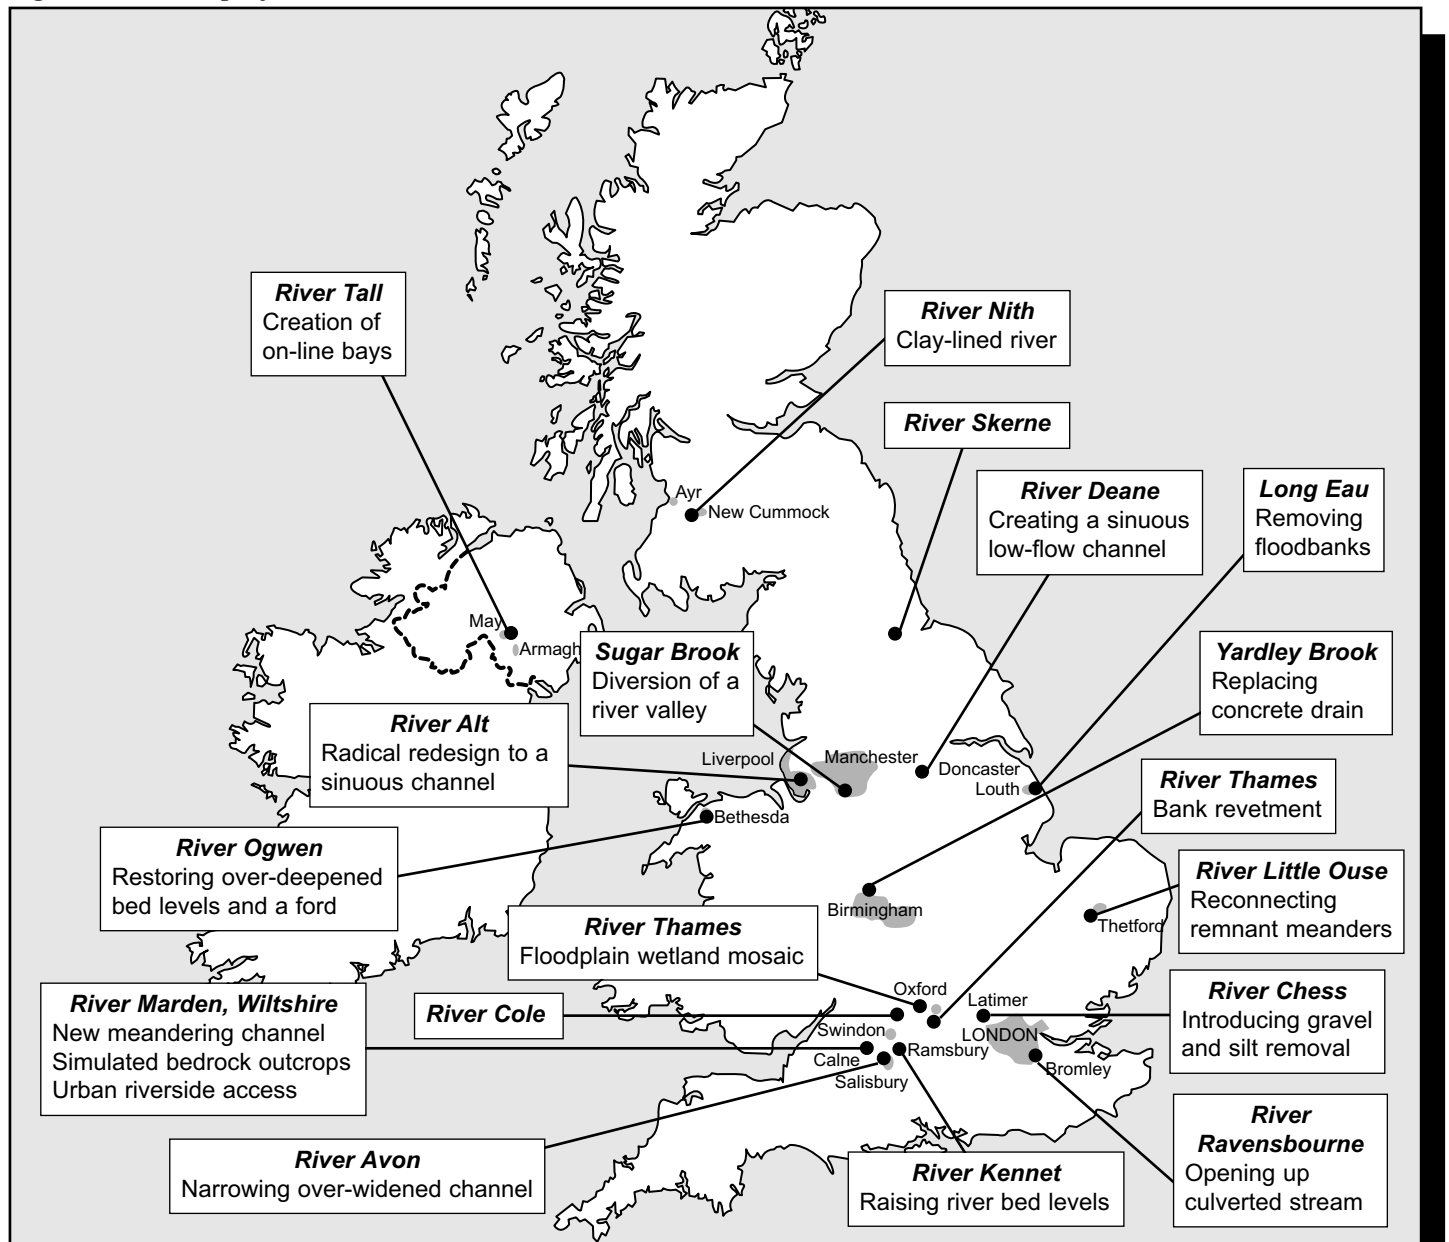 River Tall
Creation of
on-line bays
River Nith
Clay-lined river
River Skerne
River Deane
Creating a sinuous
low-flow channel
Long Eau
Removing
floodbanks
Ayr
New Cummock
May
Armagh
Sugar Brook
Diversion of a
river valley
Yardley Brook
Replacing
concrete drain
River Alt
Radical redesign to a
sinuous channel
Liverpool
Manchester
Doncaster
Louth
River Thames
Bank revetment
Bethesda
River Ogwen
Restoring over-deepened
bed levels and a ford
River Little Ouse
Reconnecting
remnant meanders
Birmingham
Thetford
River Thames
Floodplain wetland mosaic
River Marden, Wiltshire
New meandering channel
Simulated bedrock outcrops
Urban riverside access
River Cole
Oxford
Latimer
Swindon
LONDON
Ramsbury
Calne
Salisbury
Bromley
River Chess
Introducing gravel
and silt removal
River Avon
Narrowing over-widened channel
River Kennet
Raising river bed levels
River
Ravensbourne
Opening up
culverted stream